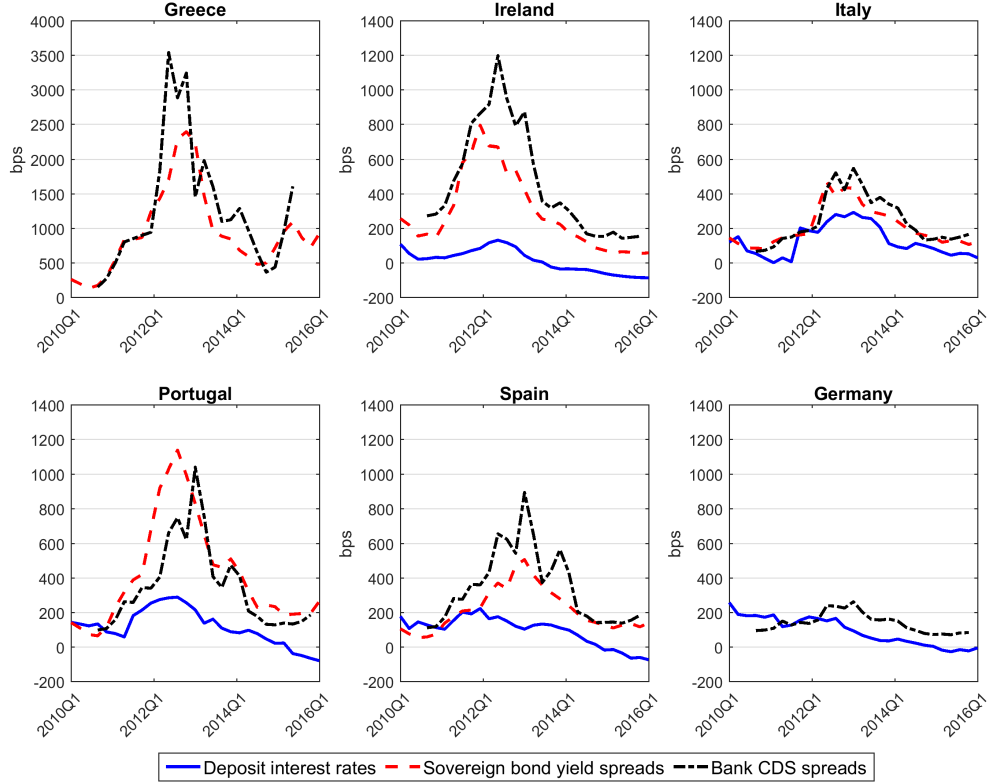 Greece
4000
3500
3000
2500
2000
1500
1000
500
0
bps
2010Q1
2012Q1
2014Q1
2016Q1
Ireland
1400
1200
1000
800
600
400
200
0
-200
bps
2010Q1
2012Q1
2014Q1
2016Q1
Italy
1400
1200
1000
800
600
400
200
0
-200
bps
2010Q1
2012Q1
2014Q1
2016Q1
Portugal
1400
1200
1000
800
600
400
200
0
-200
2010Q1
2012Q1
2014Q1
2016Q1
Spain
1400
1200
1000
800
600
400
200
0
-200
bps
2010Q1
2012Q1
2014Q1
2016Q1
Germany
1400
1200
1000
800
600
400
200
0
-200
bps
2010Q1
2012Q1
2014Q1
2016Q1
Deposit interest rates Sovereign bond yield spreads Bank CDS spreads